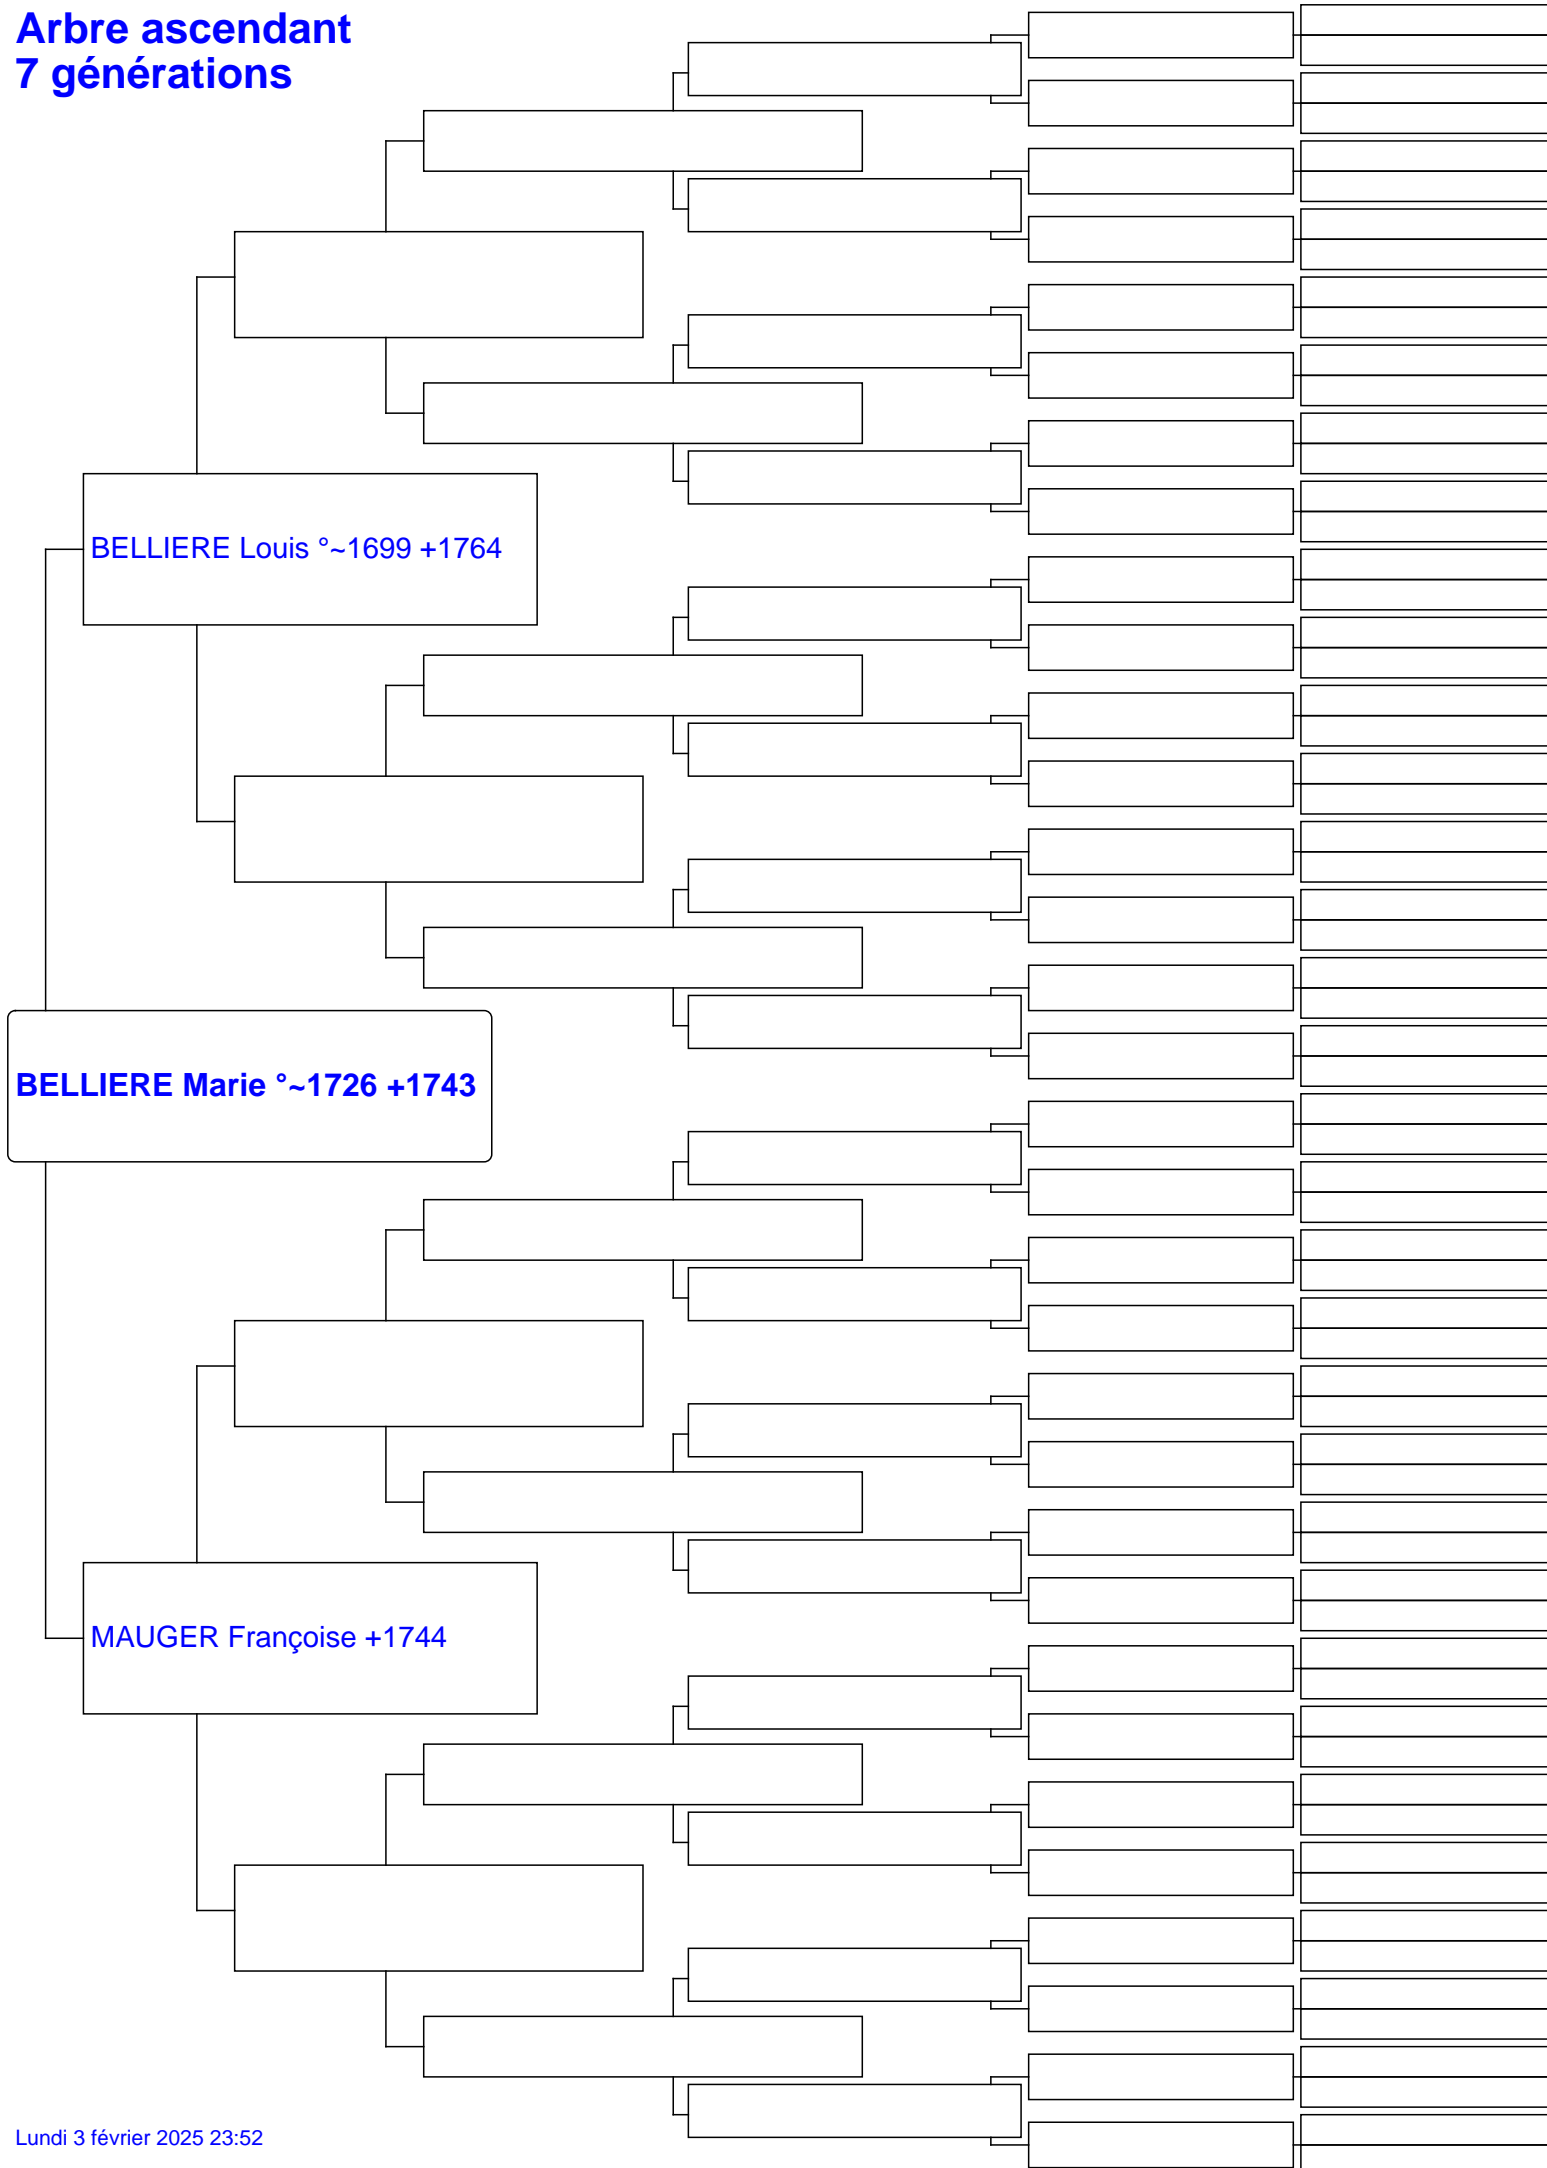 Arbre ascendant
7 générations
BELLIERE Louis °~1699 +1764
BELLIERE Marie °~1726 +1743
MAUGER Françoise +1744
Lundi 3 février 2025 23:52